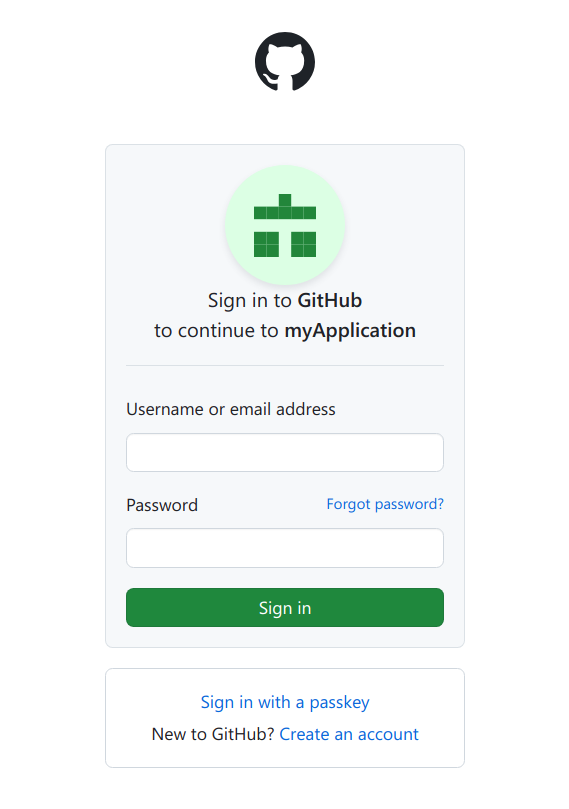 Sign in to GitHub
to continue to myApplication
Username or email address
Password Forgot password?
Sign in
Sign in with a passkey
New to GitHub? Create an account